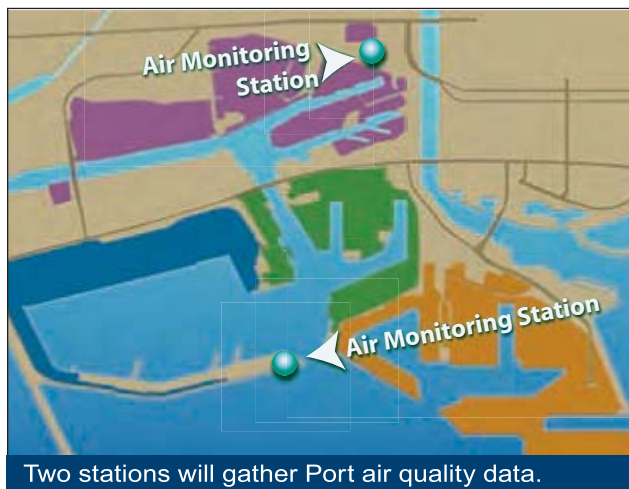 Air Monitoring
Station
Air Monitoring Station
Two stations will gather Port air quality data.